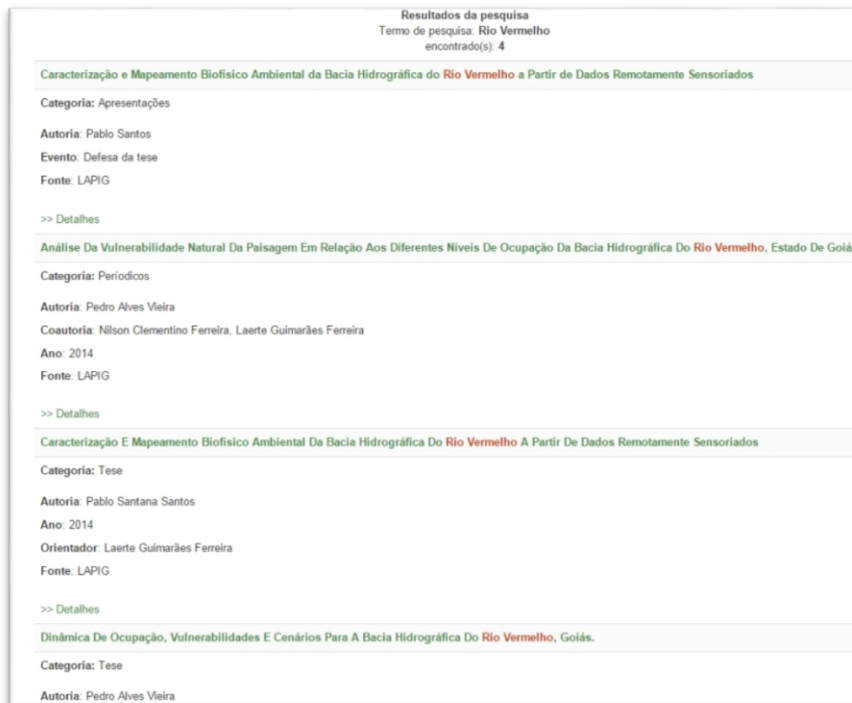 Resultados da pesquisa
Termo de pesquisa: Rio Vermelho
encontrado(s): 4
Caracterização e Mapeamento Biofísico Ambiental da Bacia Hidrográfica do Rio Vermelho a Partir de Dados Remotamente Sensoriados
Categoria: Apresentações
Autoria: Pablo Santos
Evento: Defesa da tese
Fonte: LAPIG
>> Detalhes
Análise Da Vulnerabilidade Natural Da Paisagem Em Relação Aos Diferentes Níveis De Ocupação Da Bacia Hidrográfica Do Rio Vermelho, Estado De Goiá
Categoria: Periódicos
Autoria: Pedro Alves Vieira
Coautoria: Nilson Clementino Ferreira, Laerte Guimarães Ferreira
Ano: 2014
Fonte: LAPIG
>> Detalhes
Caracterização E Mapeamento Biofísico Ambiental Da Bacia Hidrográfica Do Rio Vermelho A Partir De Dados Remotamente Sensoriados
Categoria: Tese
Autoria: Pablo Santana Santos
Ano: 2014
Orientador: Laerte Guimarães Ferreira
Fonte: LAPIG
>> Detalhes
Dinâmica De Ocupação, Vulnerabilidades E Cenários Para A Bacia Hidrográfica Do Rio Vermelho, Goiás.
Categoria: Tese
Autoria: Pedro Alves Vieira